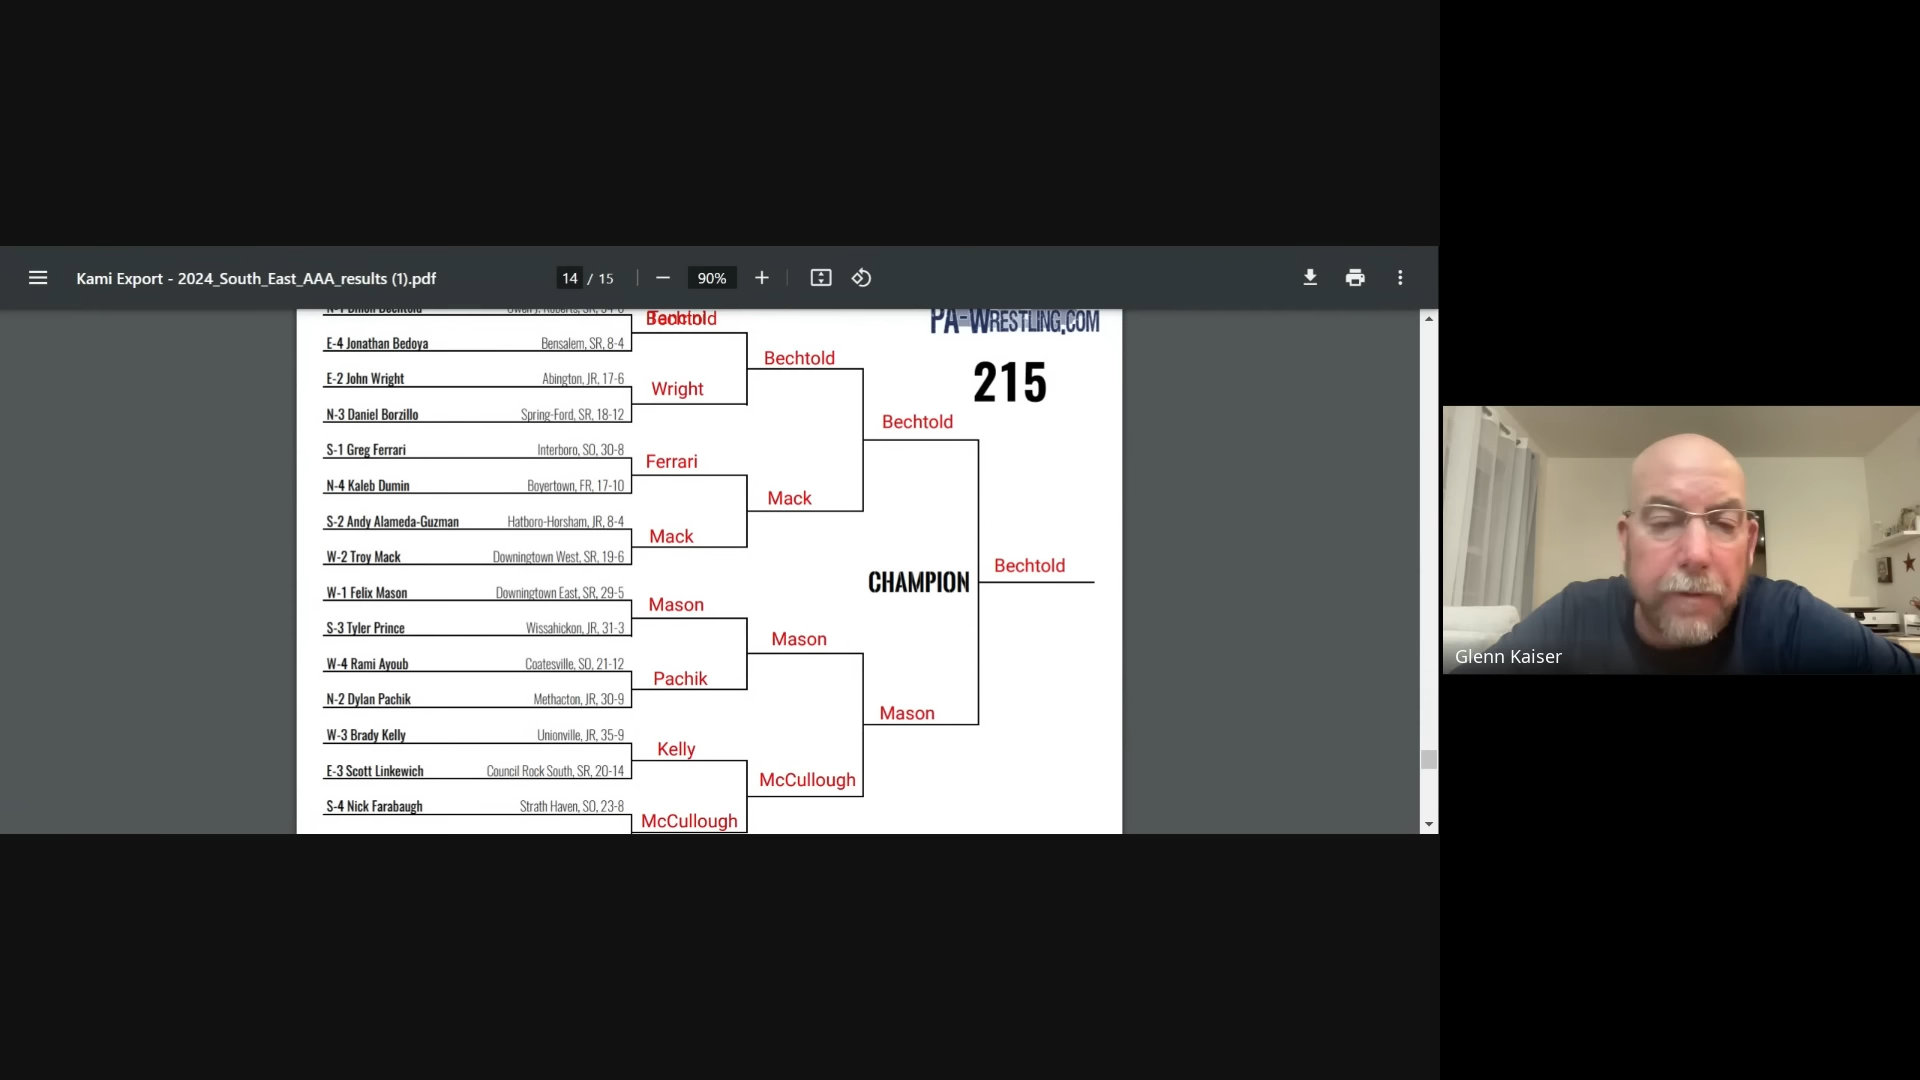 Kami Export - 2024_South_East_AAA_results (1).pdf
14 / 15
90%
PA-WRESTLING.COM
215
E-4 Jonathan Bedoya Bensalem, SR, 8-4
E-2 John Wright Abington, JR, 17-6
N-3 Daniel Borzillo Spring-Ford, SR, 18-12
S-1 Greg Ferrari Interboro, SO, 30-8
N-4 Kaleb Dumin Boyertown, FR, 17-10
S-2 Andy Alameda-Guzman Hatboro-Horsham, JR, 8-4
W-2 Troy Mack Downingtown West, SR, 19-6
W-1 Felix Mason Downingtown East, SR, 29-5
S-3 Tyler Prince Wissahickon, JR, 31-3
W-4 Rami Ayoub Coatesville, SO, 21-12
N-2 Dylan Pachik Methacton, JR, 30-9
W-3 Brady Kelly Unionville, JR, 35-9
E-3 Scott Linkewich Council Rock South, SR, 20-14
S-4 Nick Farabaugh Strath Haven, SO, 23-8
Bechtold
Wright
Ferrari
Mack
Mason
Pachik
Kelly
McCullough
Bechtold
Mack
Mason
McCullough
Bechtold
Mason
CHAMPION
Bechtold
Glenn Kaiser